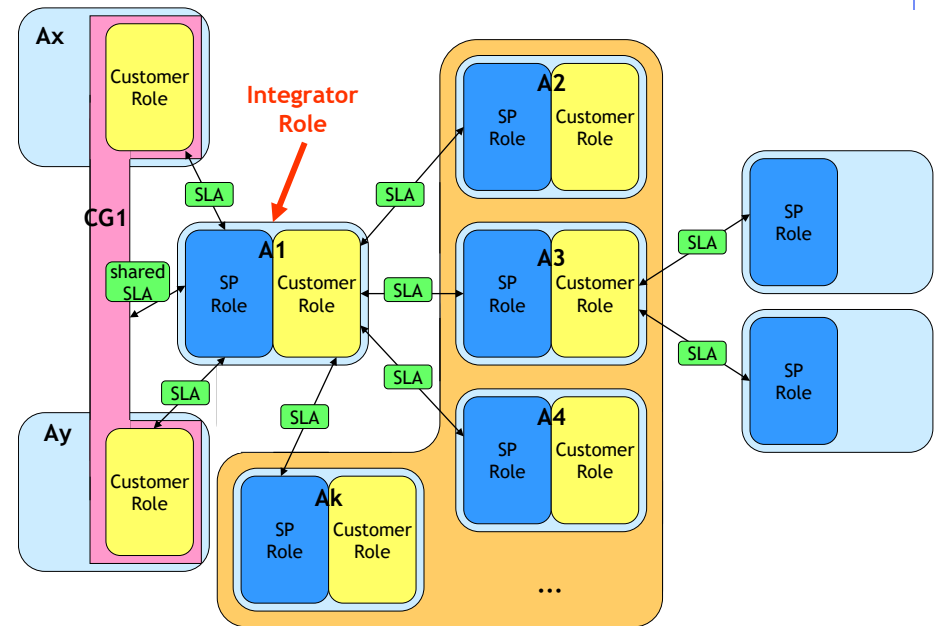 Ax
Customer
Role
Integrator
Role
A2
SP
Role
Customer
Role
SLA
SLA
CG1
SP
Role
SLA
A1
SP
Role
Customer
Role
A3
SP
Role
Customer
Role
shared
SLA
SLA
SLA
SP
Role
SLA
SLA
SLA
A4
SP
Role
Customer
Role
Ay
Customer
Role
Ak
SP
Role
Customer
Role
...